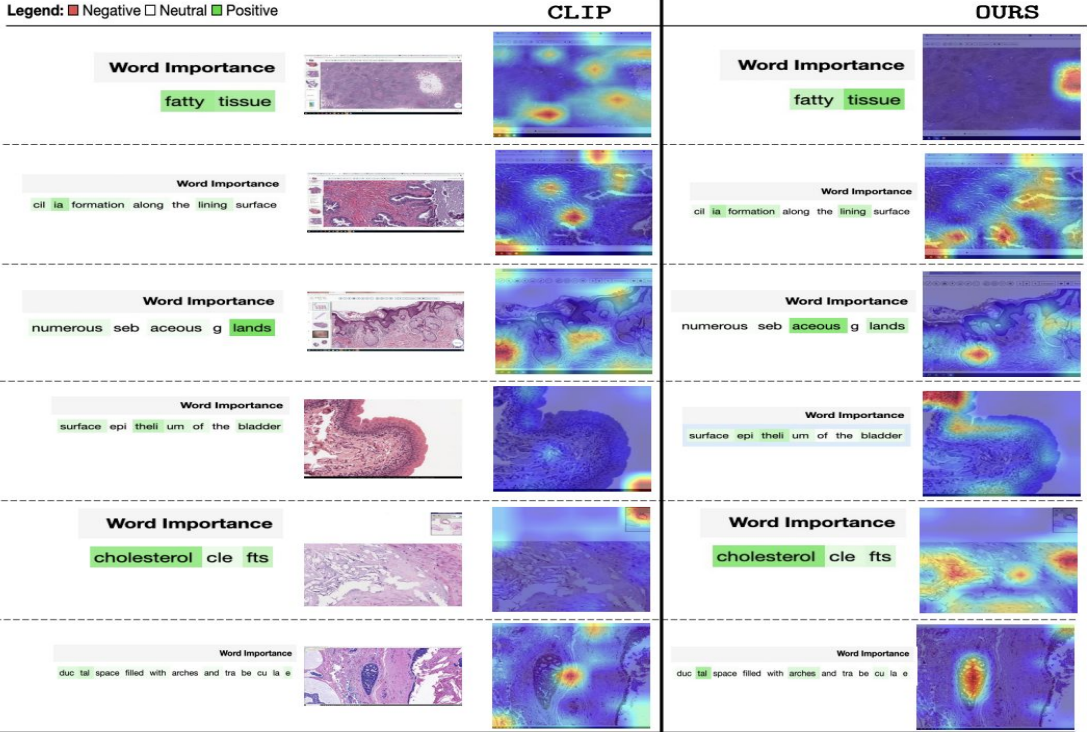 Legend: Negative Neutral Positive
CLIP
OURS
Word Importance
fatty tissue
Word Importance
fatty tissue
Word Importance
cil ia formation along the lining surface
Word Importance
cil ia formation along the lining surface
Word Importance
numerous seb aceous g lands
Word Importance
numerous seb aceous g lands
Word Importance
surface epi theli um of the bladder
Word Importance
surface epi theli um of the bladder
Word Importance
cholesterol cle fts
Word Importance
cholesterol cle fts
Word Importance
duc tal space filled with arches and tra be cu la e
Word Importance
duc tal space filled with arches and tra be cu la e